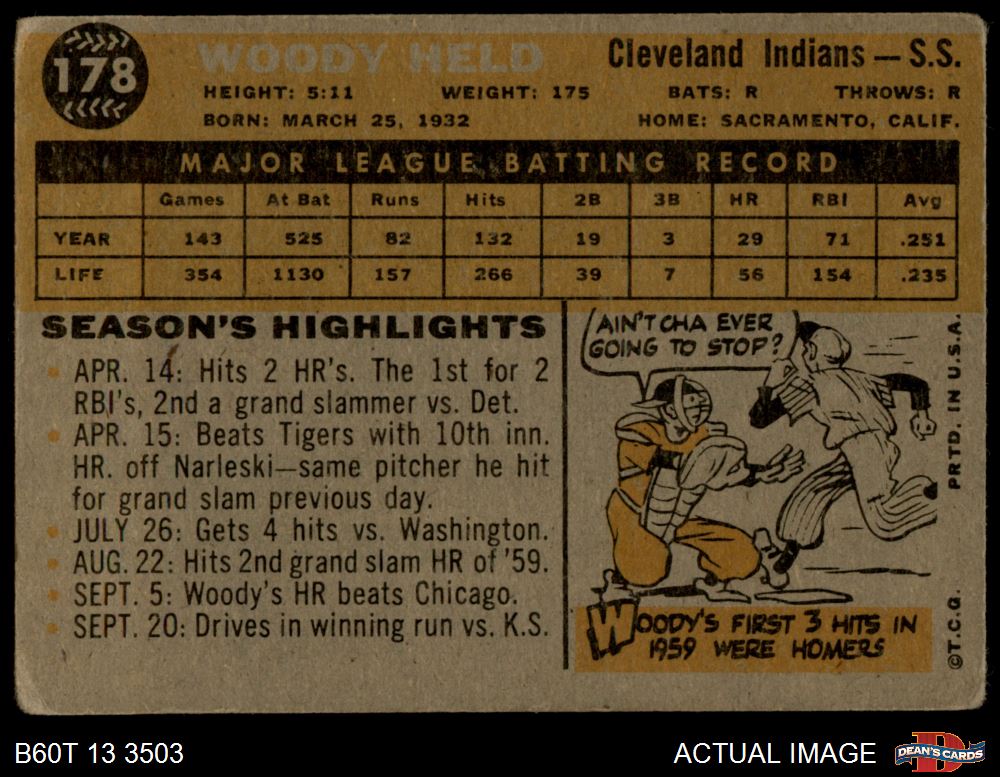 178
WOODY HELD
Cleveland Indians — S.S.
HEIGHT: 5:11 WEIGHT: 175 BATS: R THROWS: R
BORN: MARCH 25, 1932 HOME: SACRAMENTO, CALIF.
MAJOR LEAGUE BATTING RECORD
Games At Bat Runs Hits 2B 3B HR RBI Avg
YEAR 143 525 82 132 19 3 29 71 .251
LIFE 354 1130 157 266 39 7 56 154 .235
SEASON'S HIGHLIGHTS
APR. 14: Hits 2 HR's. The 1st for 2
RBI's, 2nd a grand slammer vs. Det.
APR. 15: Beats Tigers with 10th inn.
HR. off Narleski—same pitcher he hit
for grand slam previous day.
JULY 26: Gets 4 hits vs. Washington.
AUG. 22: Hits 2nd grand slam HR of '59.
SEPT. 5: Woody's HR beats Chicago.
SEPT. 20: Drives in winning run vs. K.S.
AIN'TCHA EVER
GOING TO STOP?
WOODY'S FIRST 3 HITS IN
1959 WERE HOMERS
©T.C.G. PRTD. IN U.S.A.
B60T 13 3503
ACTUAL IMAGE
DEAN'S CARDS